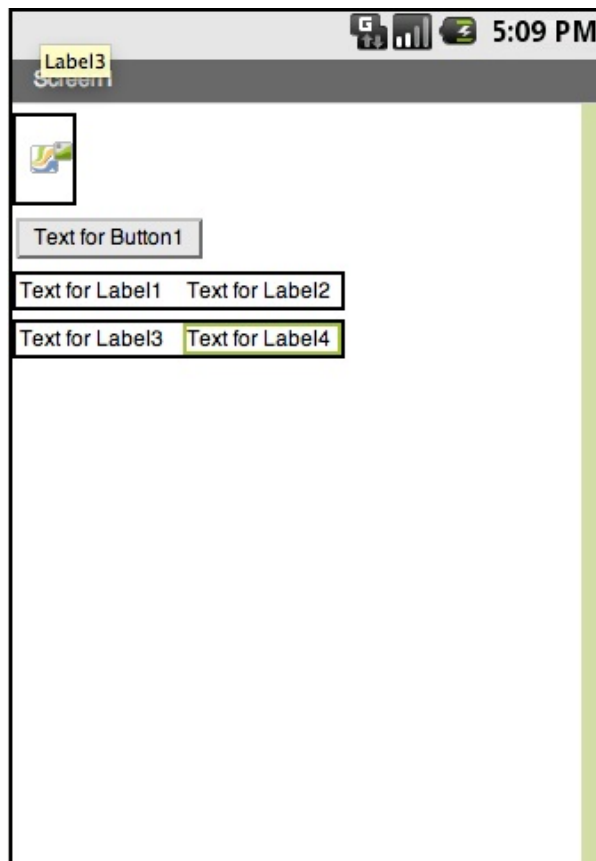 G
5:09 PM
Label3
Screen1
Text for Button1
Text for Label1 Text for Label2
Text for Label3 Text for Label4